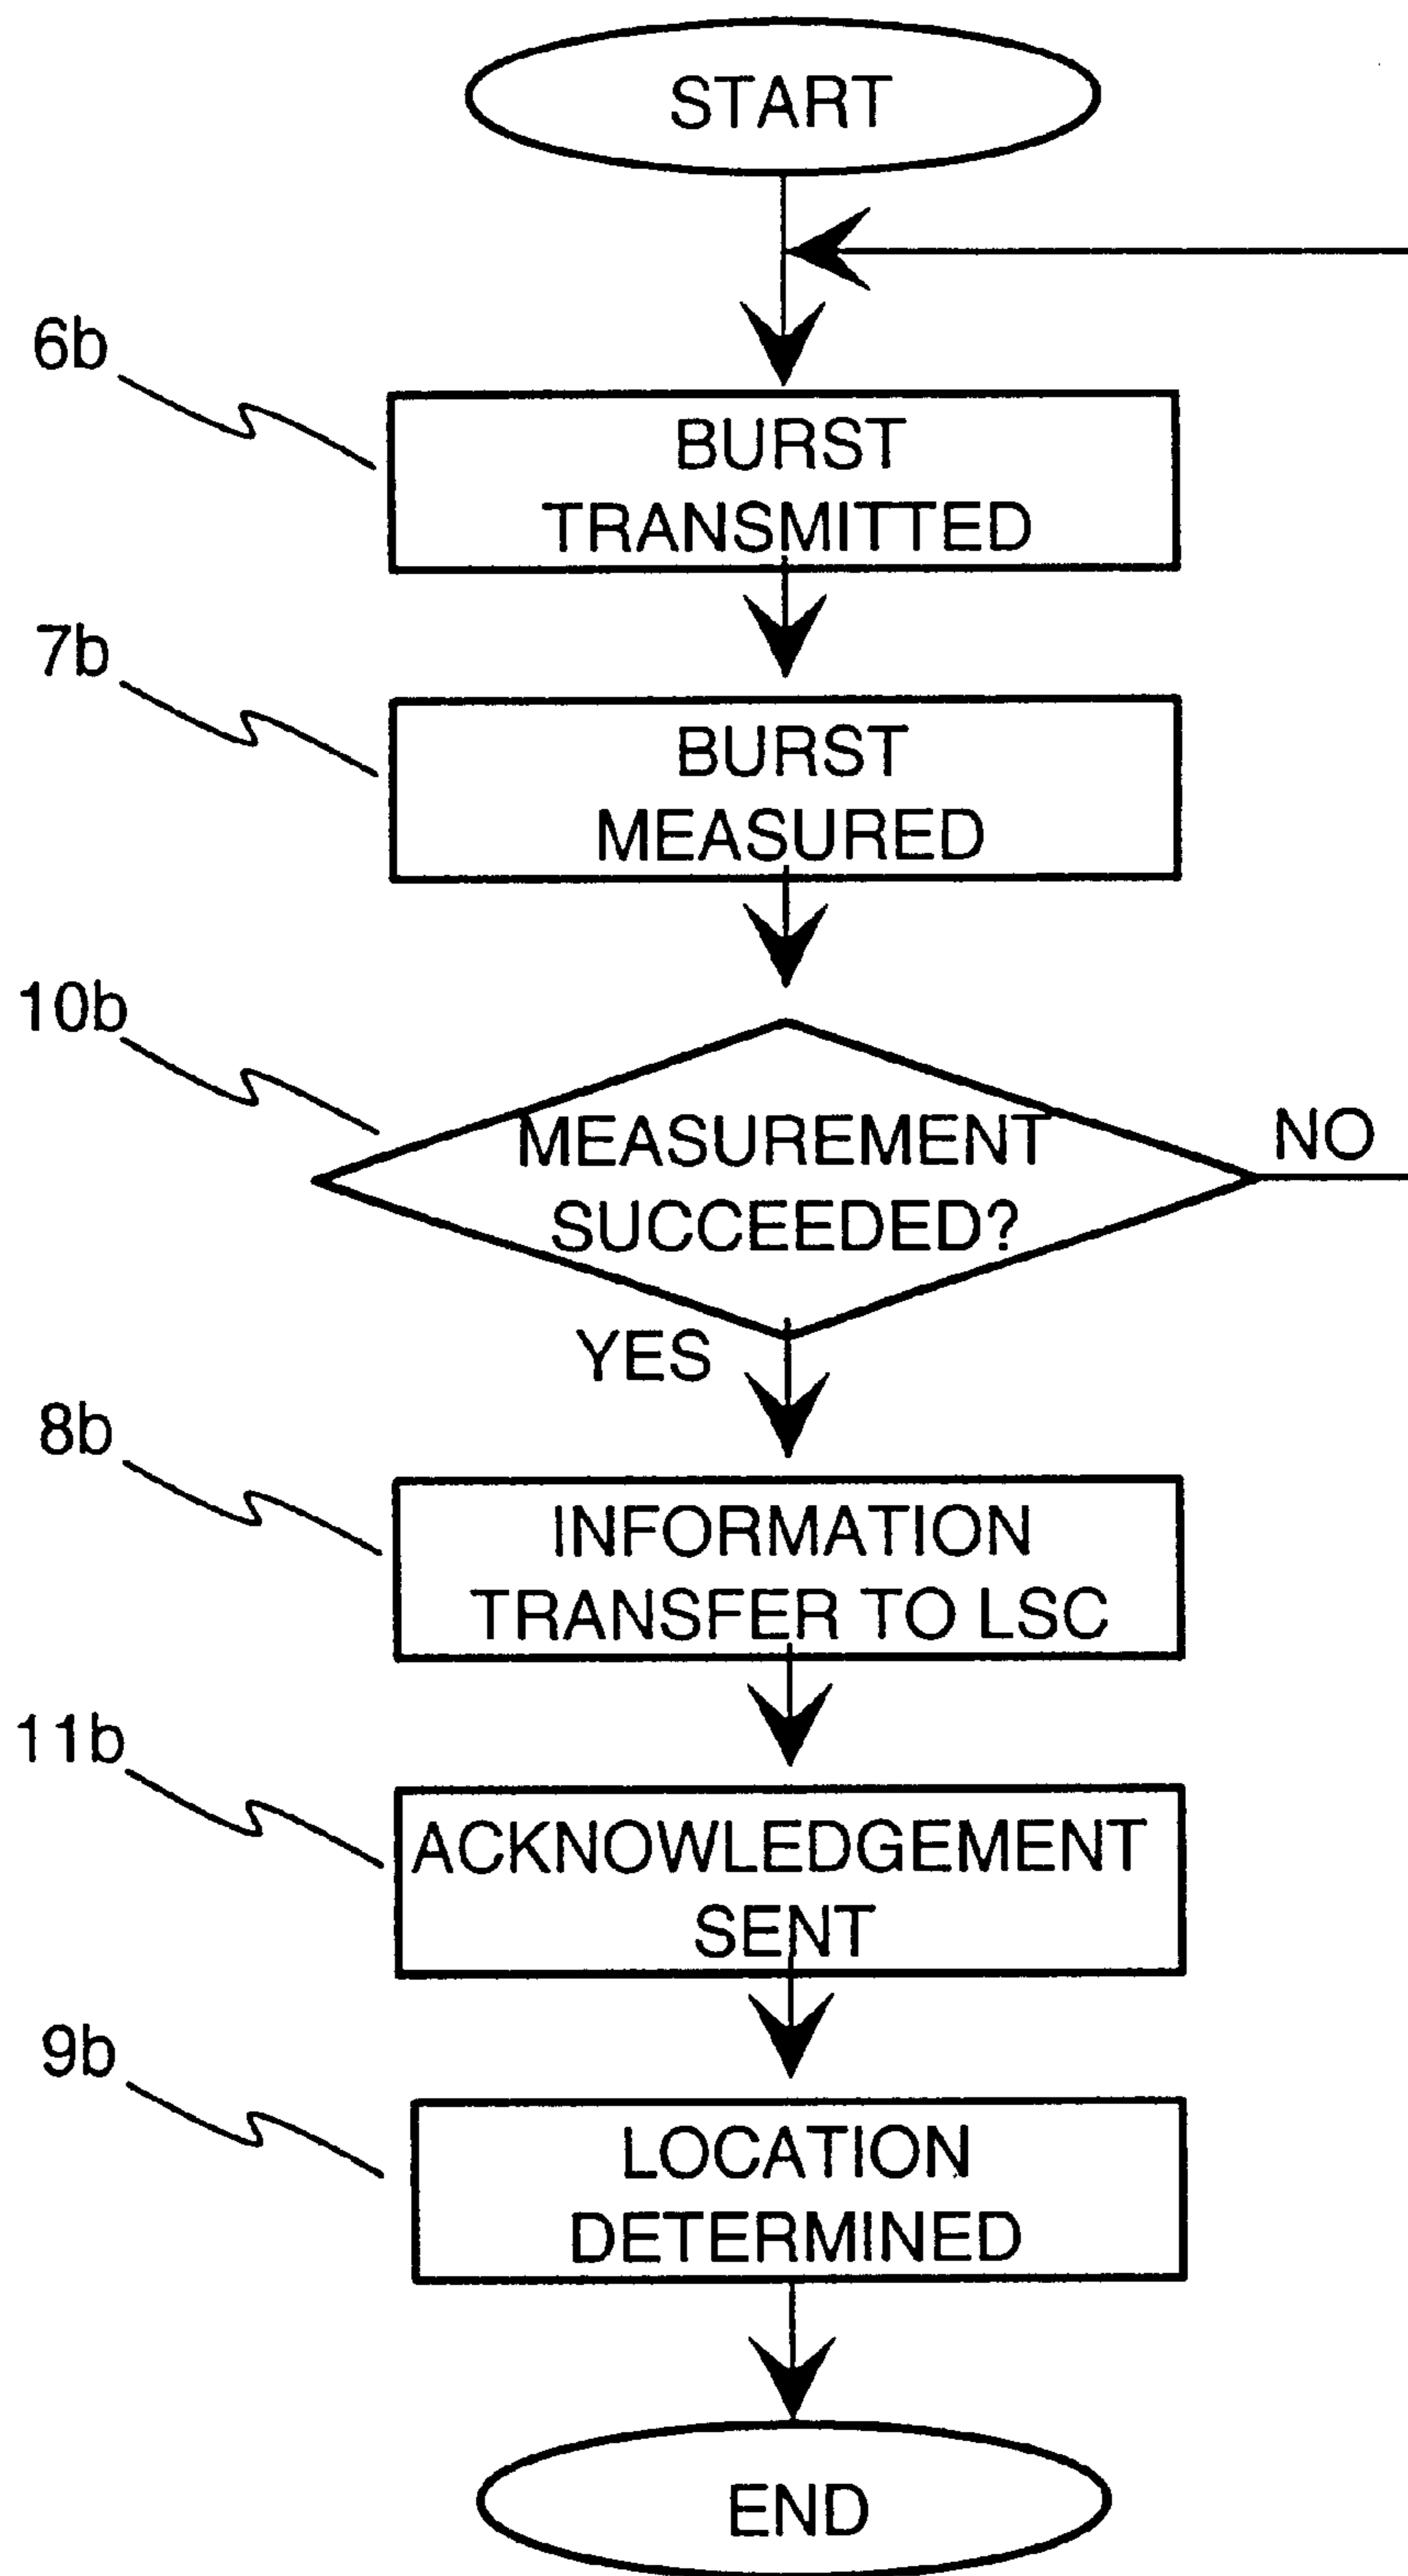 START
6b
BURST
TRANSMITTED
7b
BURST
MEASURED
10b
MEASUREMENT
SUCCEEDED?
NO
YES
8b
INFORMATION
TRANSFER TO LSC
11b
ACKNOWLEDGEMENT
SENT
9b
LOCATION
DETERMINED
END